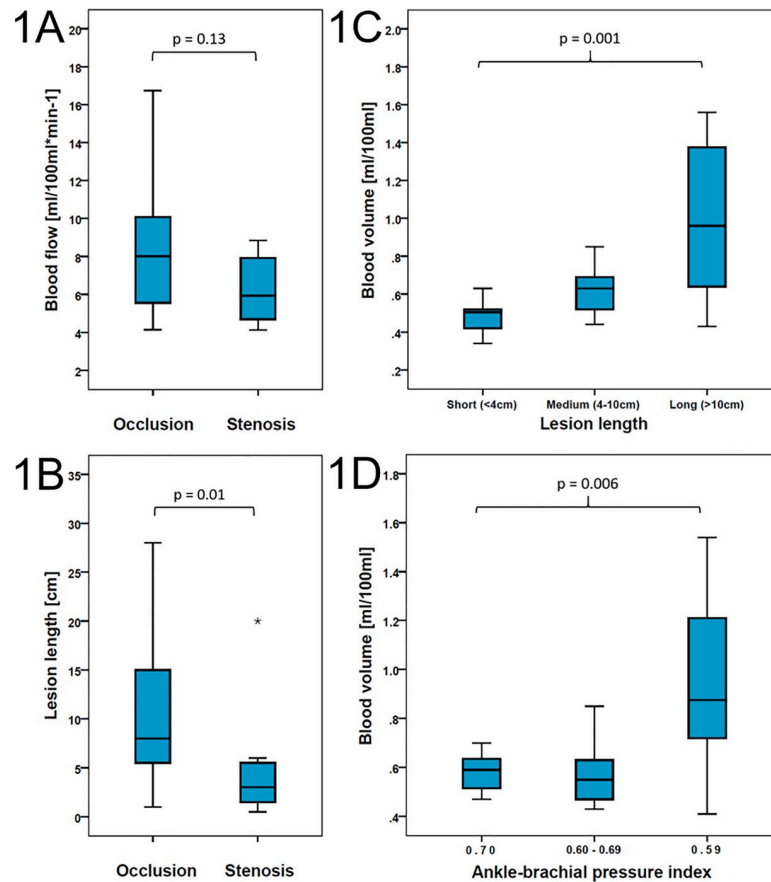 1A
Blood flow [ml/100ml*min-1]
20
18
16
14
12
10
8
6
4
2
p = 0.13
Occlusion Stenosis
1C
Blood volume [ml/100ml]
2.0
1.8
1.6
1.4
1.2
1.0
.8
.6
.4
.2
p = 0.001
Short (<4cm) Medium (4-10cm) Long (>10cm)
Lesion length
1B
Lesion length [cm]
35
30
25
20
15
10
5
0
p = 0.01
*
Occlusion Stenosis
1D
Blood volume [ml/100ml]
1.8
1.6
1.4
1.2
1.0
.8
.6
.4
p = 0.006
0.70 0.60 - 0.69 0.59
Ankle-brachial pressure index